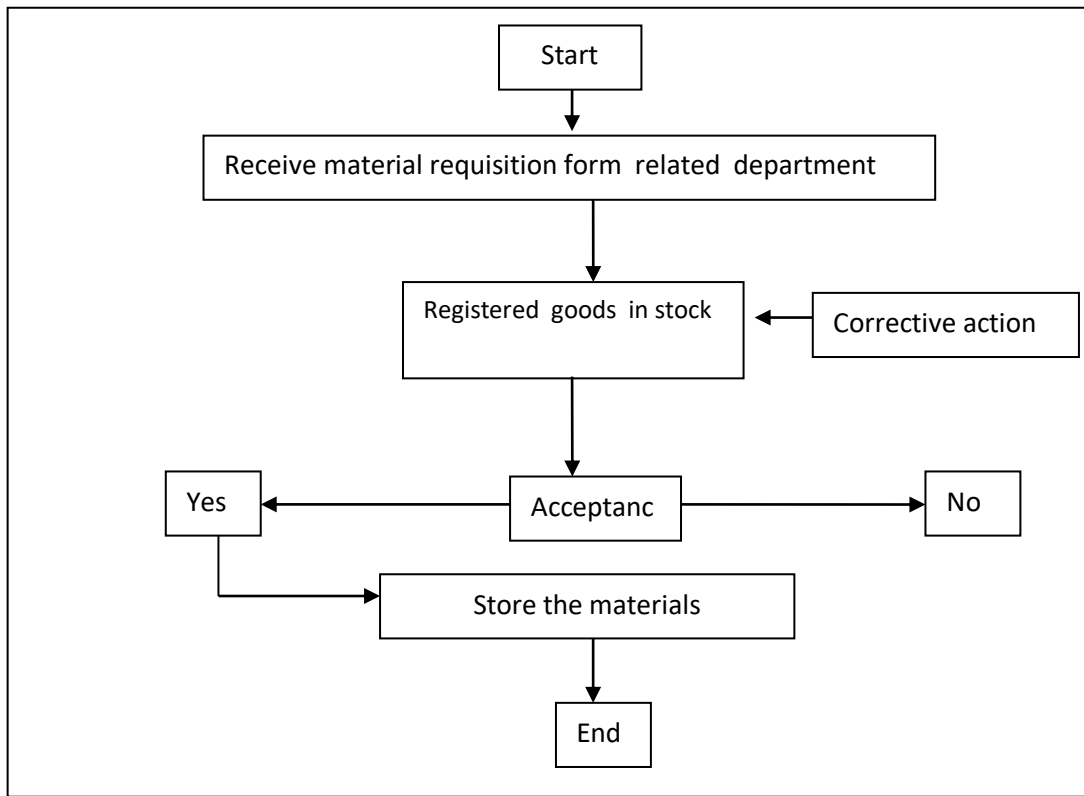 Start
Receive material requisition form  related  department
Registered  goods  in stock
Corrective action
Yes
Acceptanc
No
Store the materials
End